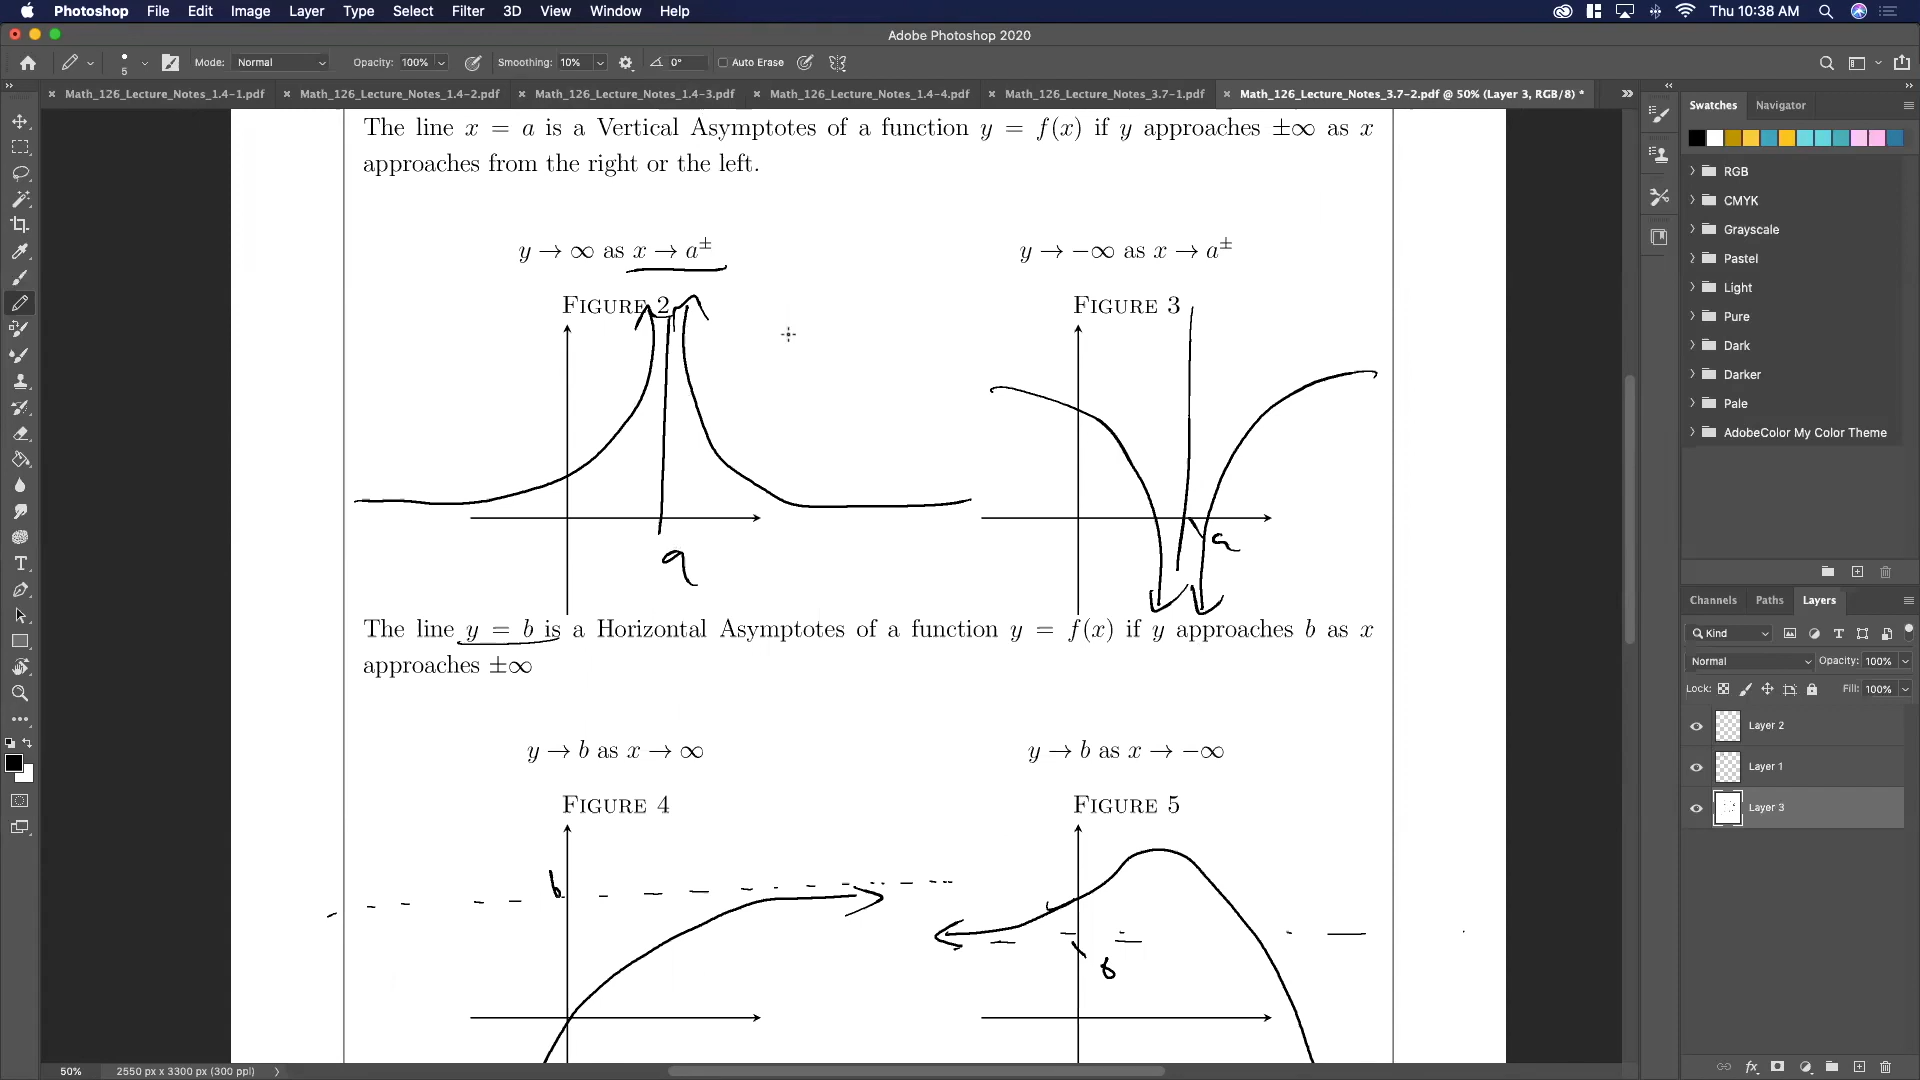 Photoshop File Edit Image Layer Type Select Filter 3D View Window Help Thu 10:38 AM
Adobe Photoshop 2020
5 Mode: Normal Opacity: 100% Smoothing: 10% 0° Auto Erase
Math_126_Lecture_Notes_1.4-1.pdf Math_126_Lecture_Notes_1.4-2.pdf Math_126_Lecture_Notes_1.4-3.pdf Math_126_Lecture_Notes_1.4-4.pdf Math_126_Lecture_Notes_3.7-1.pdf Math_126_Lecture_Notes_3.7-2.pdf @ 50% (Layer 3, RGB/8) *
The line x = a is a Vertical Asymptotes of a function y = f(x) if y approaches ±∞ as x
approaches from the right or the left.
y → ∞ as x → a±
y → −∞ as x → a±
Figure 2
Figure 3
a
a
The line y = b is a Horizontal Asymptotes of a function y = f(x) if y approaches b as x
approaches ±∞
y → b as x → ∞
y → b as x → −∞
Figure 4
Figure 5
b
b
50% 2550 px x 3300 px (300 ppl)
Swatches Navigator
RGB
CMYK
Grayscale
Pastel
Light
Pure
Dark
Darker
Pale
AdobeColor My Color Theme
Channels Paths Layers
Kind
Normal Opacity: 100%
Lock: Fill: 100%
Layer 2
Layer 1
Layer 3
fx